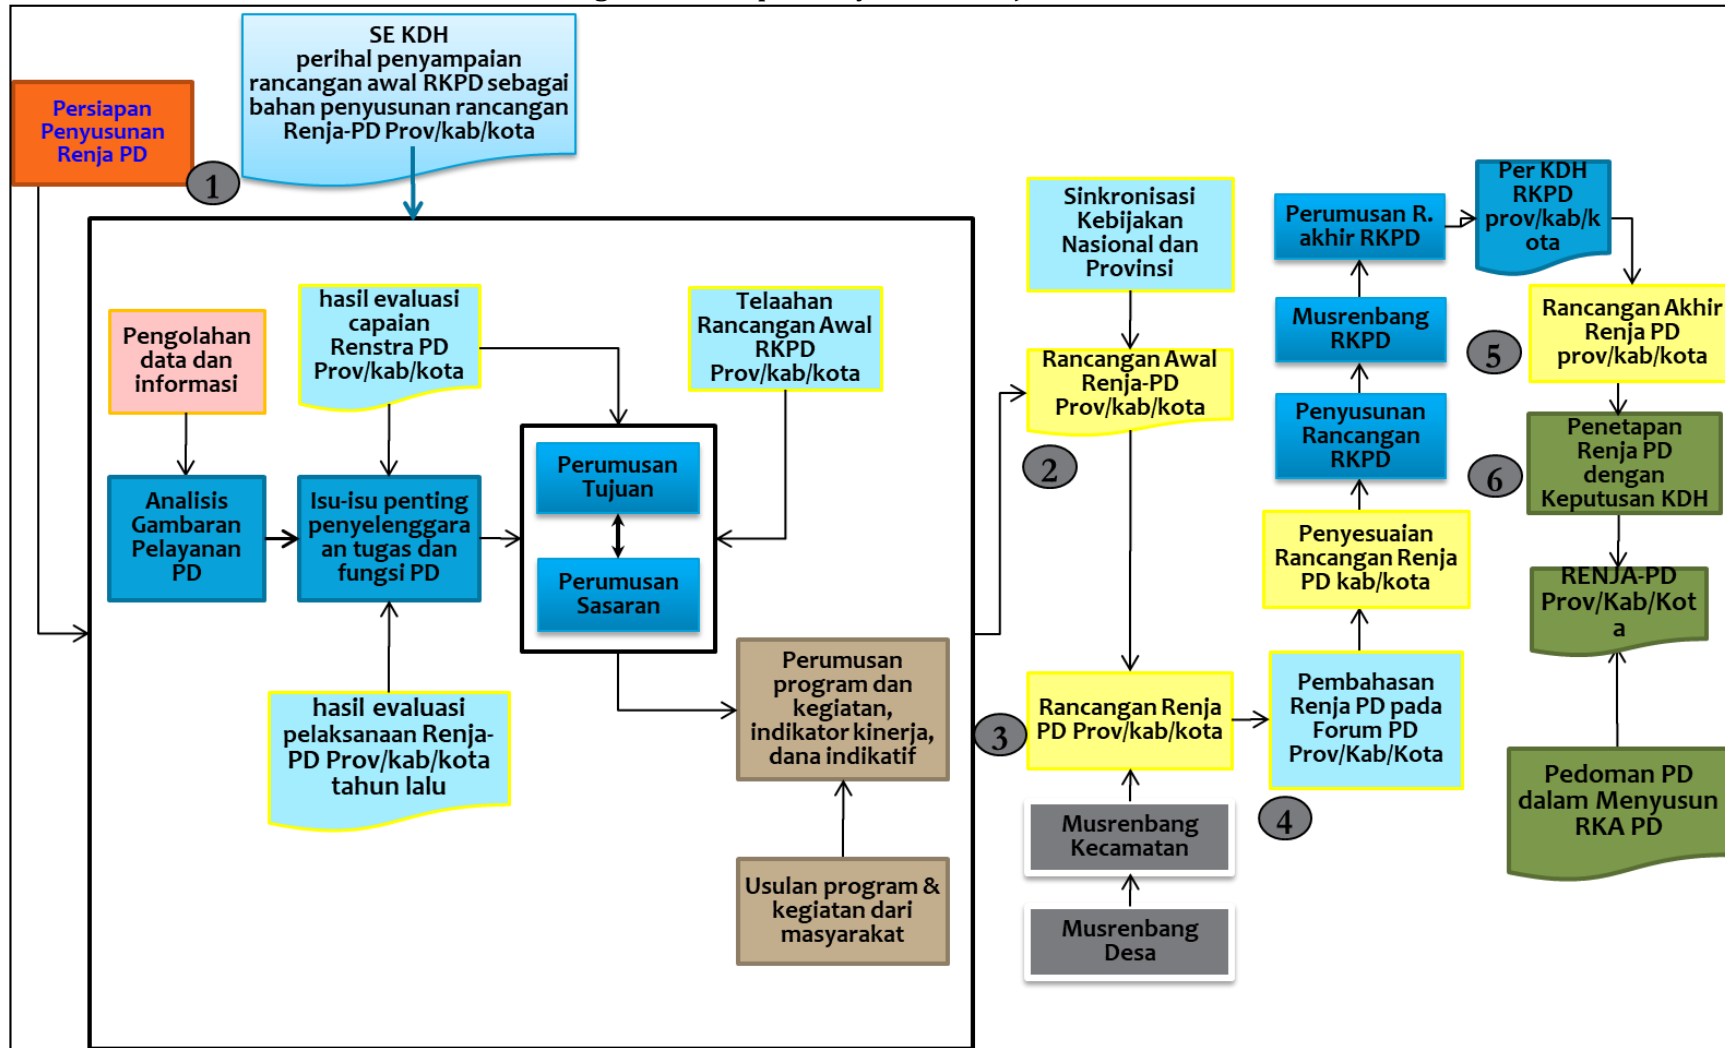 SE KDH
perihal penyampaian
rancangan awal RKPD sebagai
bahan penyusunan rancangan
Renja-PD Prov/kab/kota
Persiapan
Penyusunan
Renja PD
1
hasil evaluasi
capaian
Renstra PD
Prov/kab/kota
Telaahan
Rancangan Awal
RKPD
Prov/kab/kota
Pengolahan
data dan
informasi
Analisis
Gambaran
Pelayanan
PD
Isu-isu penting
penyelenggara
an tugas dan
fungsi PD
Perumusan
Tujuan
Perumusan
Sasaran
hasil evaluasi
pelaksanaan Renja-
PD Prov/kab/kota
tahun lalu
Perumusan
program dan
kegiatan,
indikator kinerja,
dana indikatif
Usulan program &
kegiatan dari
masyarakat
Sinkronisasi
Kebijakan
Nasional dan
Provinsi
Rancangan Awal
Renja-PD
Prov/kab/kota
2
Rancangan Renja
PD Prov/kab/kota
3
Musrenbang
Kecamatan
Musrenbang
Desa
Pembahasan
Renja PD pada
Forum PD
Prov/Kab/Kota
4
Penyesuaian
Rancangan Renja
PD kab/kota
Penyusunan
Rancangan
RKPD
Musrenbang
RKPD
Perumusan R.
akhir RKPD
Per KDH
RKPD
prov/kab/k
ota
Rancangan Akhir
Renja PD
prov/kab/kota
5
Penetapan
Renja PD
dengan
Keputusan KDH
6
RENJA-PD
Prov/Kab/Kot
a
Pedoman PD
dalam Menyusun
RKA PD